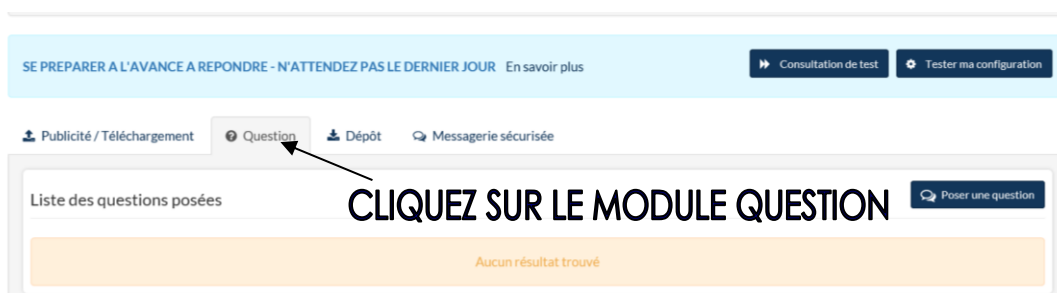 SE PREPARER A L'AVANCE A REPONDRE - N'ATTENDEZ PAS LE DERNIER JOUR En savoir plus
Consultation de test
Tester ma configuration
Publicité / Téléchargement
Question
Dépôt
Messagerie sécurisée
Liste des questions posées
CLIQUEZ SUR LE MODULE QUESTION
Poser une question
Aucun résultat trouvé